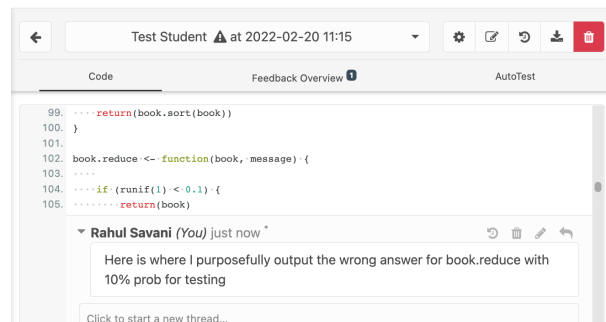 Test Student ⚠ at 2022-02-20 11:15
Code Feedback Overview 1 AutoTest
99. ····return(book.sort(book))
100. }
101.
102. book.reduce·<-·function(book,·message)·{
103. ····
104. ····if·(runif(1)·<·0.1)·{
105. ········return(book)
Rahul Savani (You) just now *
Here is where I purposefully output the wrong answer for book.reduce with
10% prob for testing
Click to start a new thread...